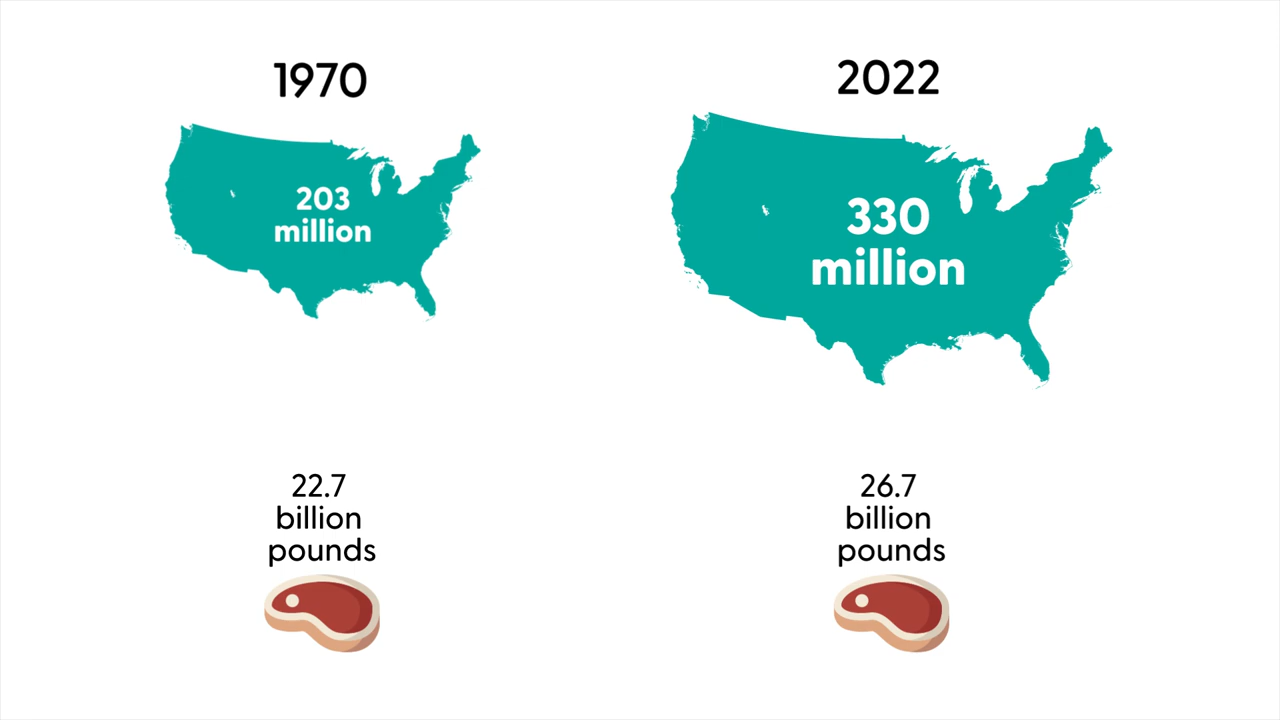 1970
203
million
22.7
billion
pounds
2022
330
million
26.7
billion
pounds